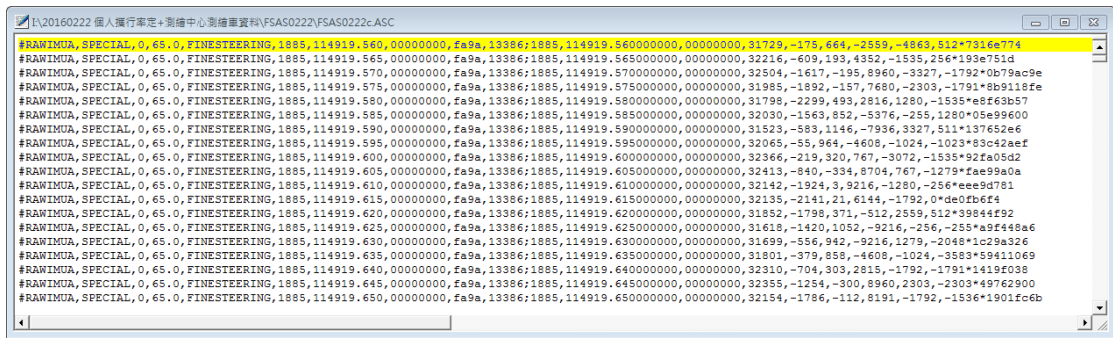 I:\20160222 個人攜行率定+測繪中心測繪車資料\FSAS0222\FSAS0222c.ASC
#RAWIMUA,SPECIAL,0,65.0,FINESTEERING,1885,114919.560,00000000,fa9a,13386;1885,114919.560000000,00000000,31729,-175,664,-2559,-4863,512*7316e774
#RAWIMUA,SPECIAL,0,65.0,FINESTEERING,1885,114919.565,00000000,fa9a,13386;1885,114919.565000000,00000000,32216,-609,193,4352,-1535,256*193e751d
#RAWIMUA,SPECIAL,0,65.0,FINESTEERING,1885,114919.570,00000000,fa9a,13386;1885,114919.570000000,00000000,32504,-1617,-195,8960,-3327,-1792*0b79ac9e
#RAWIMUA,SPECIAL,0,65.0,FINESTEERING,1885,114919.575,00000000,fa9a,13386;1885,114919.575000000,00000000,31985,-1892,-157,7680,-3303,-1791*8b9118fe
#RAWIMUA,SPECIAL,0,65.0,FINESTEERING,1885,114919.580,00000000,fa9a,13386;1885,114919.580000000,00000000,31798,-2299,493,2816,1280,-1535*e8f63b57
#RAWIMUA,SPECIAL,0,65.0,FINESTEERING,1885,114919.585,00000000,fa9a,13386;1885,114919.585000000,00000000,32030,-1563,852,-5376,-255,1280*05e99600
#RAWIMUA,SPECIAL,0,65.0,FINESTEERING,1885,114919.590,00000000,fa9a,13386;1885,114919.590000000,00000000,31523,-583,1146,-7936,3327,511*137652e6
#RAWIMUA,SPECIAL,0,65.0,FINESTEERING,1885,114919.595,00000000,fa9a,13386;1885,114919.595000000,00000000,32065,-55,964,-4608,-1024,-1023*83c42aef
#RAWIMUA,SPECIAL,0,65.0,FINESTEERING,1885,114919.600,00000000,fa9a,13386;1885,114919.600000000,00000000,32366,-219,320,767,-3072,-1535*92fa05d2
#RAWIMUA,SPECIAL,0,65.0,FINESTEERING,1885,114919.605,00000000,fa9a,13386;1885,114919.605000000,00000000,32413,-840,-334,8704,767,-1279*fae99a0a
#RAWIMUA,SPECIAL,0,65.0,FINESTEERING,1885,114919.610,00000000,fa9a,13386;1885,114919.610000000,00000000,32142,-1924,3,9216,-1280,-256*eee9d781
#RAWIMUA,SPECIAL,0,65.0,FINESTEERING,1885,114919.615,00000000,fa9a,13386;1885,114919.615000000,00000000,32135,-2141,21,6144,-1792,0*de0fb6f4
#RAWIMUA,SPECIAL,0,65.0,FINESTEERING,1885,114919.620,00000000,fa9a,13386;1885,114919.620000000,00000000,31852,-1798,371,-512,2559,512*39844f92
#RAWIMUA,SPECIAL,0,65.0,FINESTEERING,1885,114919.625,00000000,fa9a,13386;1885,114919.625000000,00000000,31618,-1420,1052,-9216,-256,-255*a9f448a6
#RAWIMUA,SPECIAL,0,65.0,FINESTEERING,1885,114919.630,00000000,fa9a,13386;1885,114919.630000000,00000000,31699,-556,942,-9216,1279,-2048*1c29a326
#RAWIMUA,SPECIAL,0,65.0,FINESTEERING,1885,114919.635,00000000,fa9a,13386;1885,114919.635000000,00000000,31801,-379,858,-4608,-1024,-3583*59411069
#RAWIMUA,SPECIAL,0,65.0,FINESTEERING,1885,114919.640,00000000,fa9a,13386;1885,114919.640000000,00000000,32310,-704,303,2815,-1792,-1791*1419f038
#RAWIMUA,SPECIAL,0,65.0,FINESTEERING,1885,114919.645,00000000,fa9a,13386;1885,114919.645000000,00000000,32355,-1254,-300,8960,2303,-2303*49762900
#RAWIMUA,SPECIAL,0,65.0,FINESTEERING,1885,114919.650,00000000,fa9a,13386;1885,114919.650000000,00000000,32154,-1786,-112,8191,-1792,-1536*1901fc6b